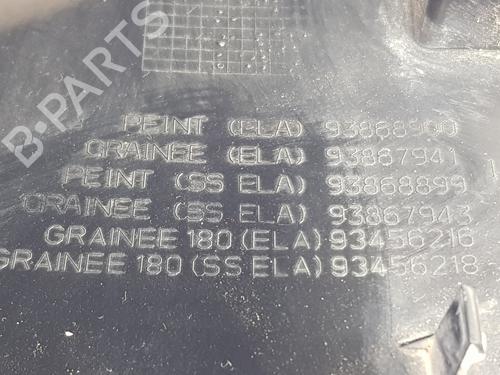 PEINT (ELA) 93868900
GRAINEE (ELA) 93867941
PEINT (SS ELA) 93868899
GRAINEE (SS ELA) 93867943
GRAINEE 180 (ELA) 93456216
GRAINEE 180 (SS ELA) 93456218
B-PARTS